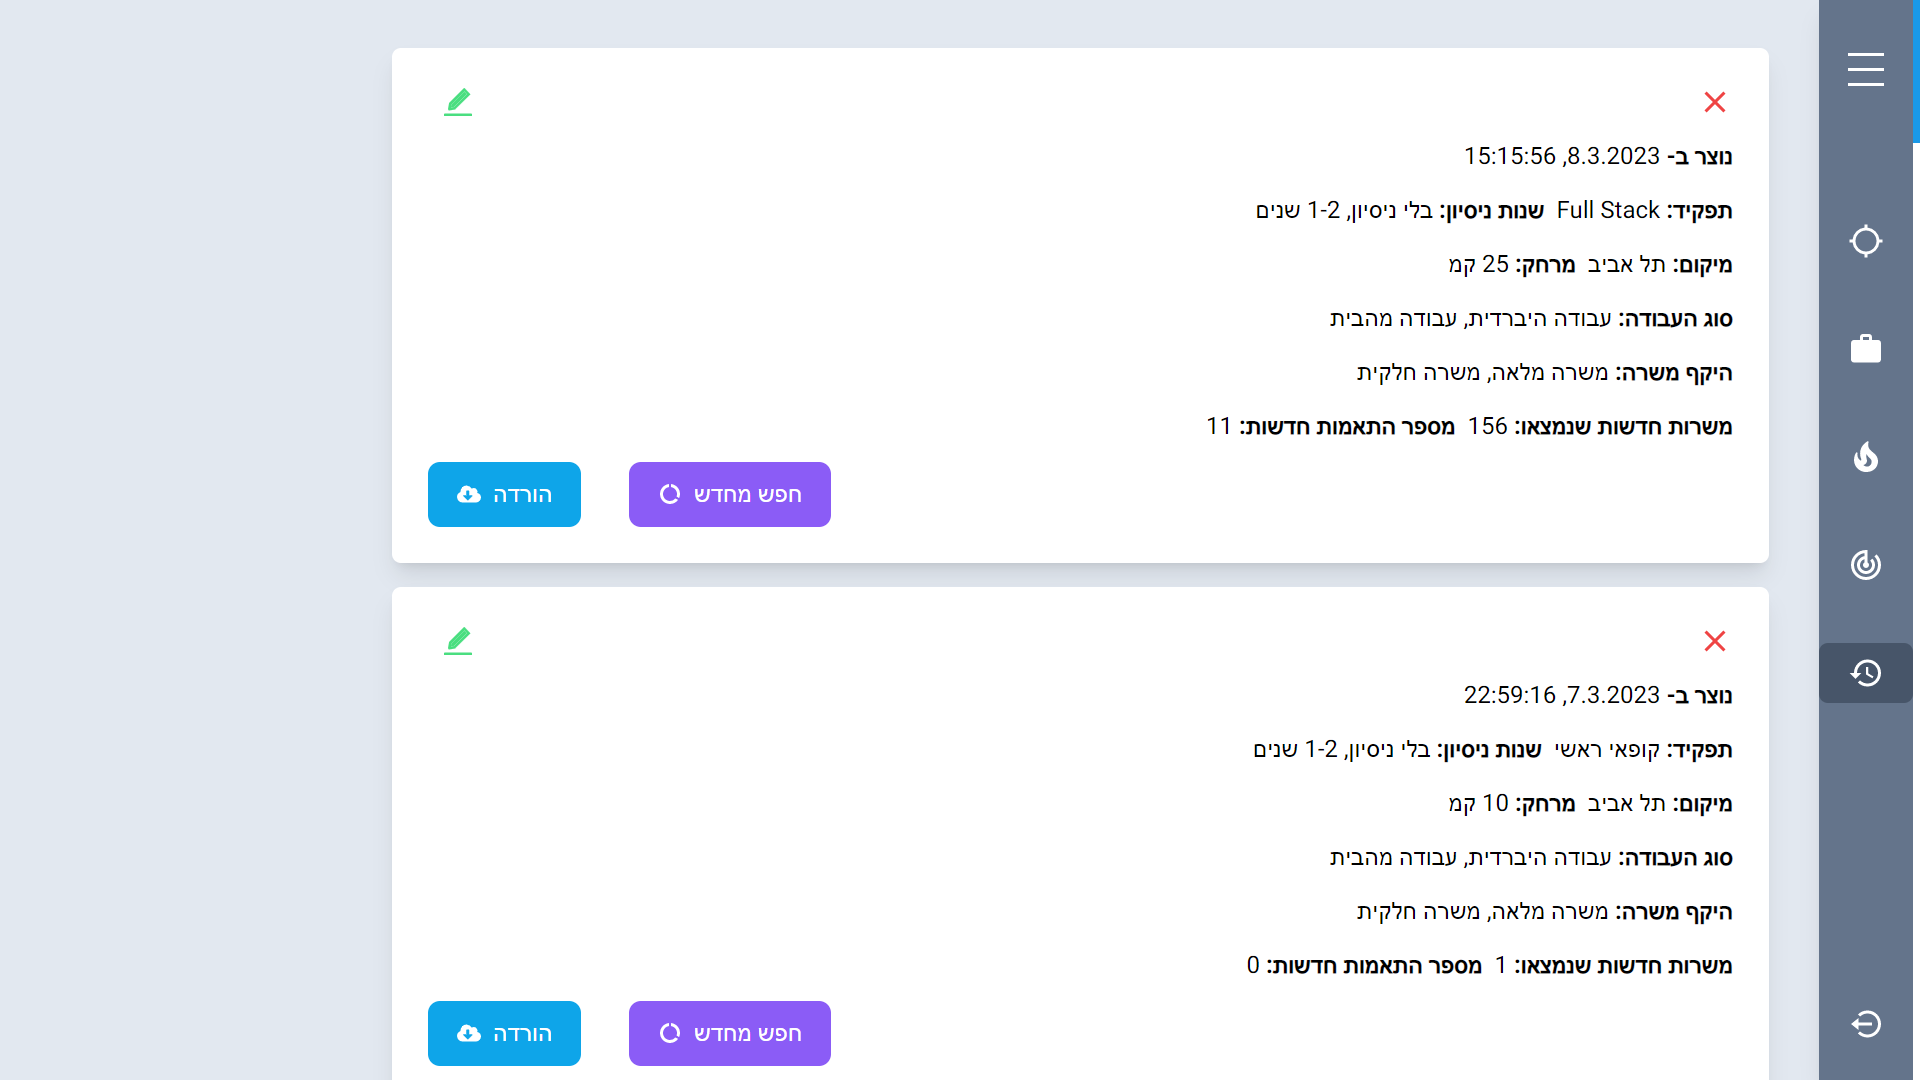 נוצר ב- 8.3.2023, 15:15:56
תפקיד: Full Stack שנות ניסיון: בלי ניסיון, 1-2 שנים
מיקום: תל אביב מרחק: 25 קמ
סוג העבודה: עבודה היברדית, עבודה מהבית
היקף משרה: משרה מלאה, משרה חלקית
משרות חדשות שנמצאו: 156 מספר התאמות חדשות: 11
חפש מחדש
הורדה
נוצר ב- 7.3.2023, 22:59:16
תפקיד: קופאי ראשי שנות ניסיון: בלי ניסיון, 1-2 שנים
מיקום: תל אביב מרחק: 10 קמ
סוג העבודה: עבודה היברדית, עבודה מהבית
היקף משרה: משרה מלאה, משרה חלקית
משרות חדשות שנמצאו: 1 מספר התאמות חדשות: 0
חפש מחדש
הורדה